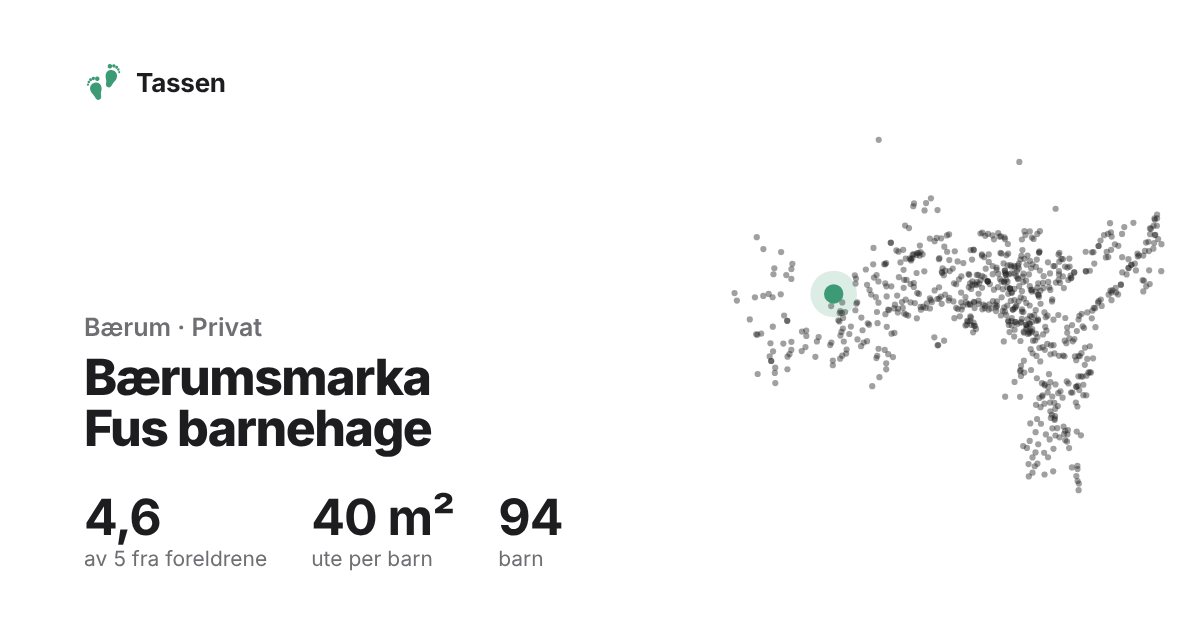 Tassen
Bærum · Privat
Bærumsmarka
Fus barnehage
4,6
av 5 fra foreldrene
40 m²
ute per barn
94
barn